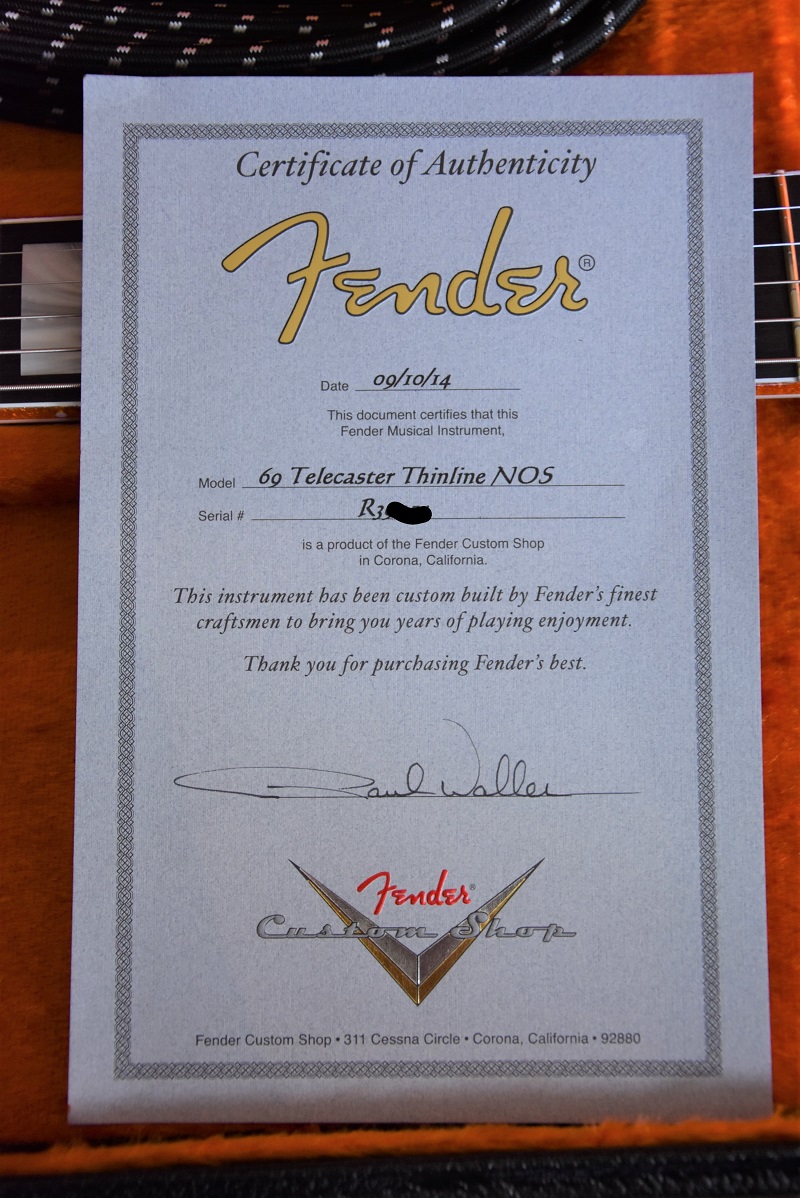 Certificate of Authenticity
Fender®
Date 09/10/14
This document certifies that this
Fender Musical Instrument,
Model 69 Telecaster Thinline NOS
Serial # R3
is a product of the Fender Custom Shop
in Corona, California.
This instrument has been custom built by Fender's finest
craftsmen to bring you years of playing enjoyment.
Thank you for purchasing Fender's best.
Paul Waller
Fender®
Custom Shop
Fender Custom Shop • 311 Cessna Circle • Corona, California • 92880